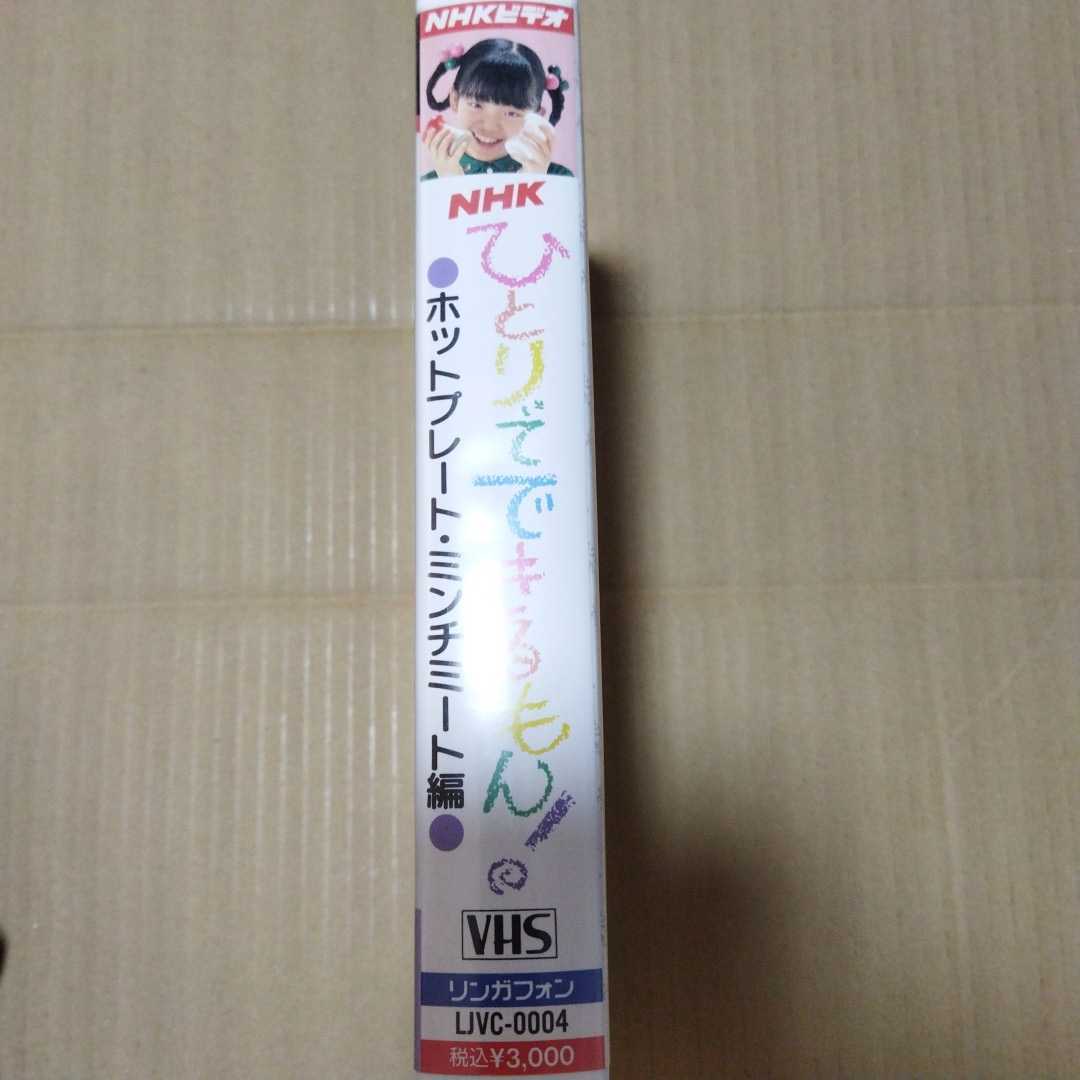 NHKビデオ
NHK
ひとりでできるもん!
●ホットプレート・ミンチミート編●
VHS
リンガフォン
LJVC-0004
税込¥3,000